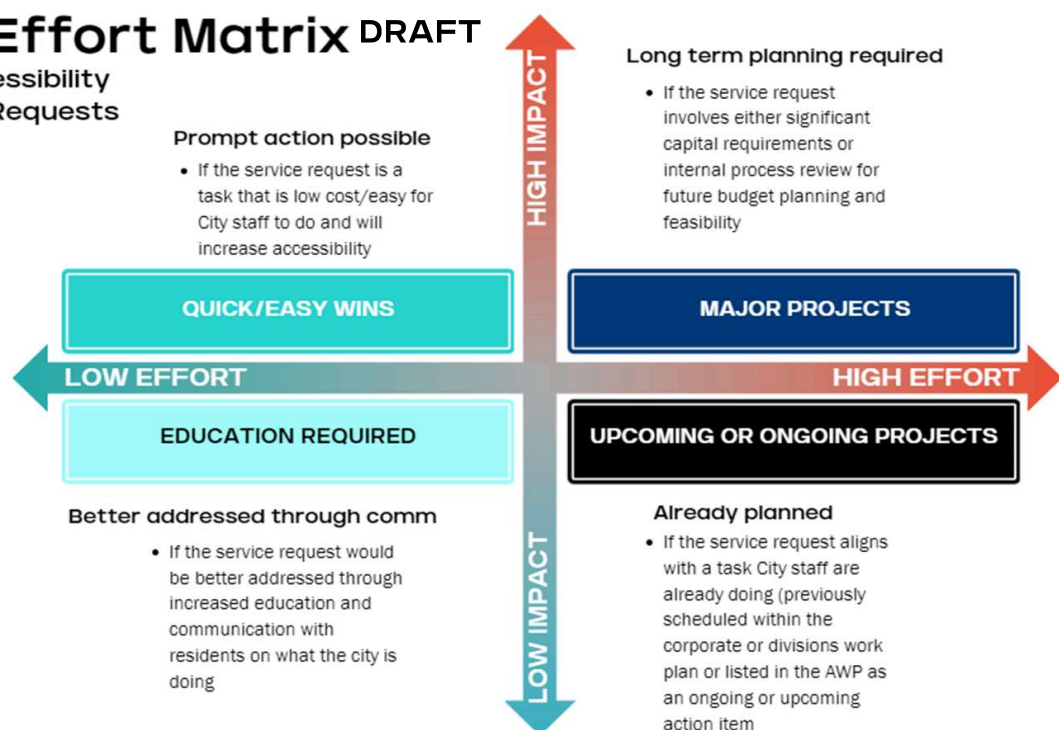 Effort Matrix DRAFT
essibility
Requests
Prompt action possible
• If the service request is a
task that is low cost/easy for
City staff to do and will
increase accessibility
HIGH IMPACT
Long term planning required
• If the service request
involves either significant
capital requirements or
internal process review for
future budget planning and
feasibility
QUICK/EASY WINS
MAJOR PROJECTS
LOW EFFORT
HIGH EFFORT
EDUCATION REQUIRED
UPCOMING OR ONGOING PROJECTS
Better addressed through comm
• If the service request would
be better addressed through
increased education and
communication with
residents on what the city is
doing
LOW IMPACT
Already planned
• If the service request aligns
with a task City staff are
already doing (previously
scheduled within the
corporate or divisions work
plan or listed in the AWP as
an ongoing or upcoming
action item